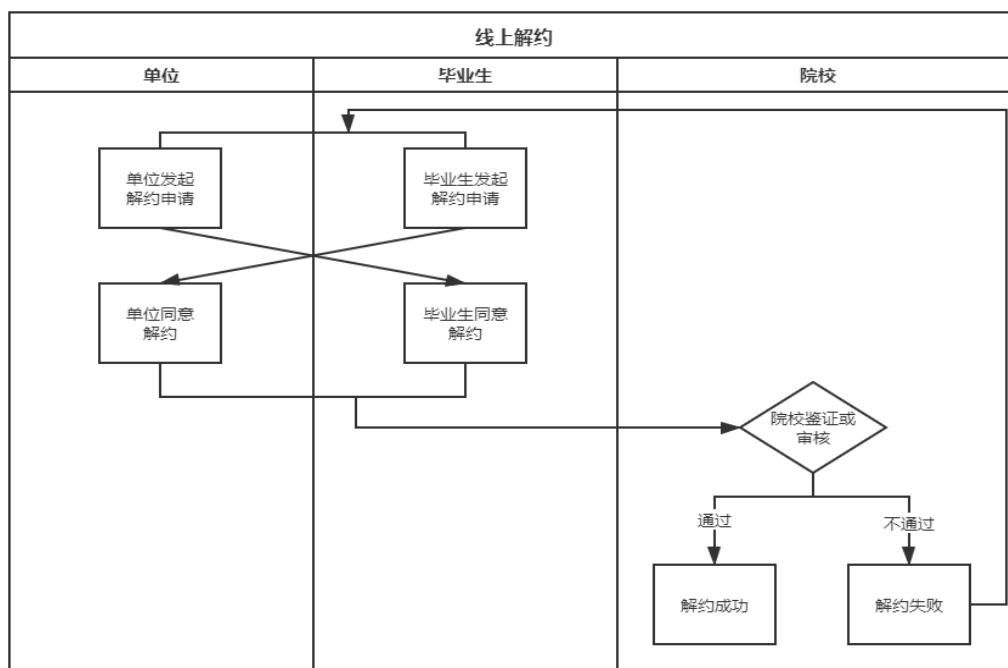 线上解约
单位
毕业生
院校
单位发起
解约申请
毕业生发起
解约申请
单位同意
解约
毕业生同意
解约
院校鉴证或
审核
通过
不通过
解约成功
解约失败